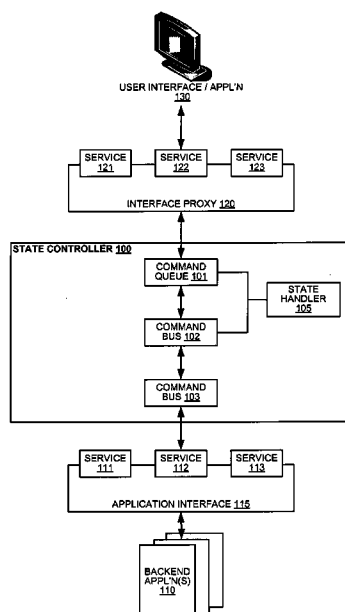 USER INTERFACE / APPL'N
130
SERVICE
121
SERVICE
122
SERVICE
123
INTERFACE PROXY 120
STATE CONTROLLER 100
COMMAND
QUEUE 101
STATE
HANDLER
105
COMMAND
BUS 102
COMMAND
BUS 103
SERVICE
111
SERVICE
112
SERVICE
113
APPLICATION INTERFACE 115
BACKEND
APPL'N(S)
110